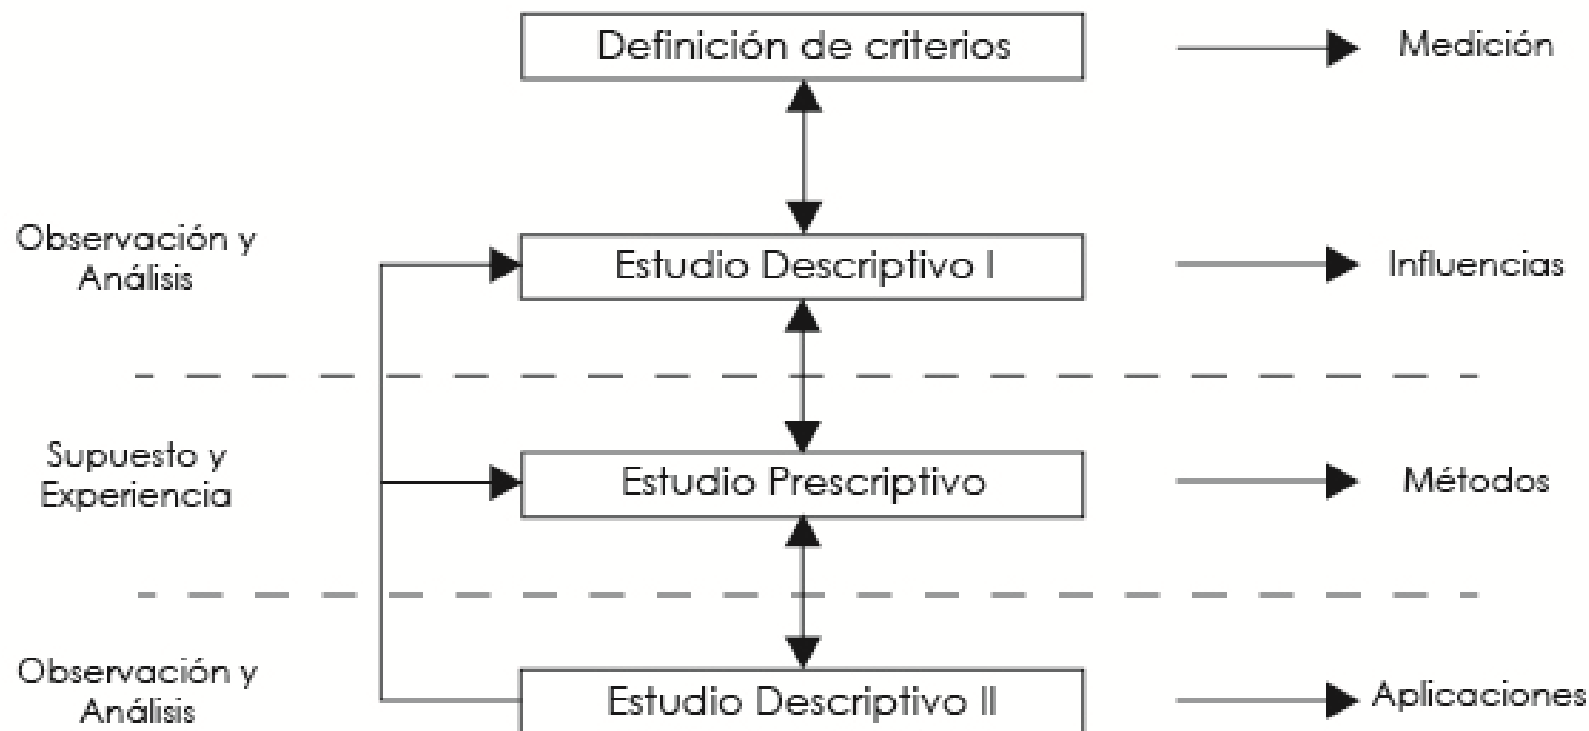 Definición de criterios
Medición
Observación y
Análisis
Estudio Descriptivo I
Influencias
Supuesto y
Experiencia
Estudio Prescriptivo
Métodos
Observación y
Análisis
Estudio Descriptivo II
Aplicaciones